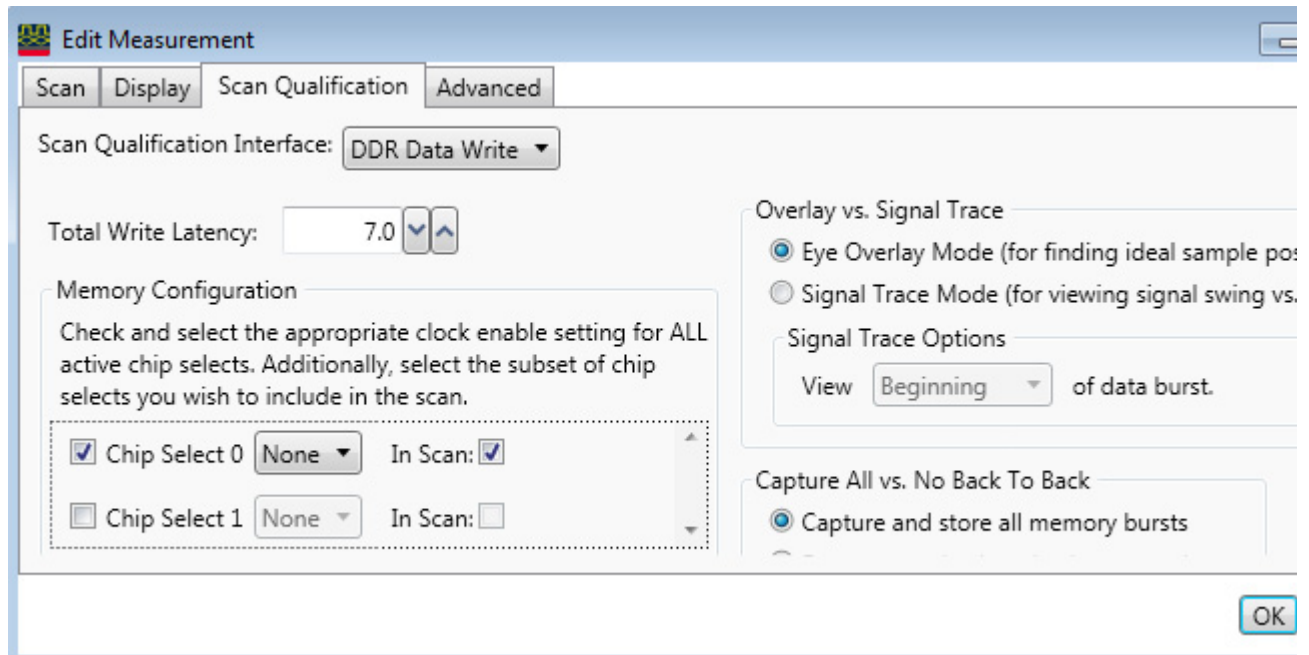 Edit Measurement
Scan
Display
Scan Qualification
Advanced
Scan Qualification Interface: DDR Data Write
Total Write Latency: 7.0
Memory Configuration
Check and select the appropriate clock enable setting for ALL
active chip selects. Additionally, select the subset of chip
selects you wish to include in the scan.
Chip Select 0 None In Scan:
Chip Select 1 None In Scan:
Overlay vs. Signal Trace
Eye Overlay Mode (for finding ideal sample pos
Signal Trace Mode (for viewing signal swing vs.
Signal Trace Options
View Beginning of data burst.
Capture All vs. No Back To Back
Capture and store all memory bursts
OK